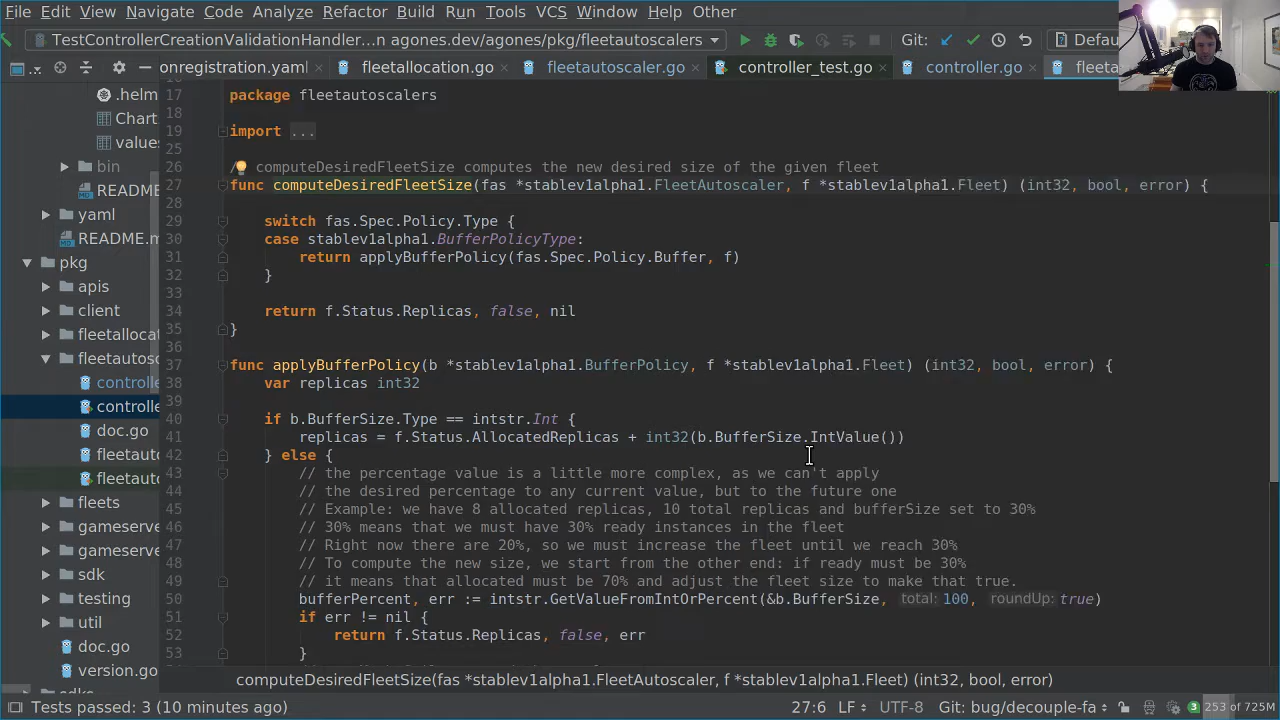 File Edit View Navigate Code Analyze Refactor Build Run Tools VCS Window Help Other
TestControllerCreationValidationHandler...n agones.dev/agones/pkg/fleetautoscalers Git: Defau
onregistration.yaml fleetallocation.go fleetautoscaler.go controller_test.go controller.go fleeta
.helm
Chart
values
bin
README
yaml
README.m
pkg
apis
client
fleetalloca
fleetautosc
controlle
controlle
doc.go
fleetauto
fleetauto
fleets
gameserve
gameserve
sdk
testing
util
doc.go
version.go
17 package fleetautoscalers
18
19 import ...
25
26 / computeDesiredFleetSize computes the new desired size of the given fleet
27 func computeDesiredFleetSize(fas *stablev1alpha1.FleetAutoscaler, f *stablev1alpha1.Fleet) (int32, bool, error) {
28
29 switch fas.Spec.Policy.Type {
30 case stablev1alpha1.BufferPolicyType:
31 return applyBufferPolicy(fas.Spec.Policy.Buffer, f)
32 }
33
34 return f.Status.Replicas, false, nil
35 }
36
37 func applyBufferPolicy(b *stablev1alpha1.BufferPolicy, f *stablev1alpha1.Fleet) (int32, bool, error) {
38 var replicas int32
39
40 if b.BufferSize.Type == intstr.Int {
41 replicas = f.Status.AllocatedReplicas + int32(b.BufferSize.IntValue())
42 } else {
43 // the percentage value is a little more complex, as we can't apply
44 // the desired percentage to any current value, but to the future one
45 // Example: we have 8 allocated replicas, 10 total replicas and bufferSize set to 30%
46 // 30% means that we must have 30% ready instances in the fleet
47 // Right now there are 20%, so we must increase the fleet until we reach 30%
48 // To compute the new size, we start from the other end: if ready must be 30%
49 // it means that allocated must be 70% and adjust the fleet size to make that true.
50 bufferPercent, err := intstr.GetValueFromIntOrPercent(&b.BufferSize, total: 100, roundUp: true)
51 if err != nil {
52 return f.Status.Replicas, false, err
53 }
computeDesiredFleetSize(fas *stablev1alpha1.FleetAutoscaler, f *stablev1alpha1.Fleet) (int32, bool, error)
Tests passed: 3 (10 minutes ago) 27:6 LF UTF-8 Git: bug/decouple-fa 3 253 of 725M